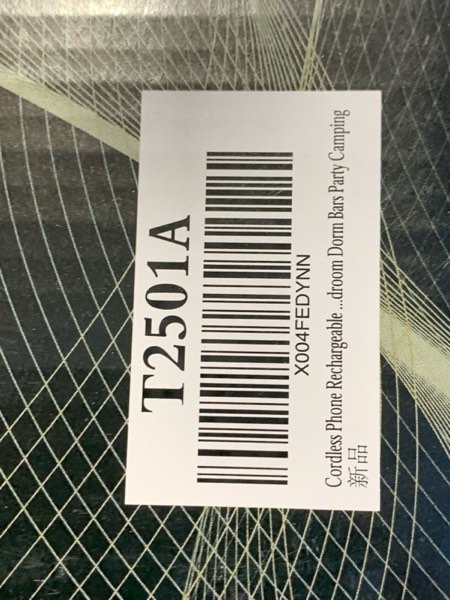 T2501A
X004FEDYNN
Cordless Phone Rechargeable ...droom Dorm Bars Party Camping
新品